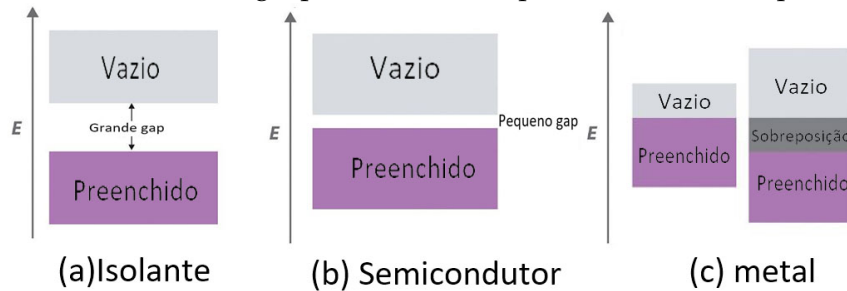 Vazio
Grande gap
E
Preenchido
(a)Isolante
Vazio
Pequeno gap
E
Preenchido
(b) Semicondutor
Vazio
Vazio
E
Sobreposição
Preenchido
Preenchido
(c) metal